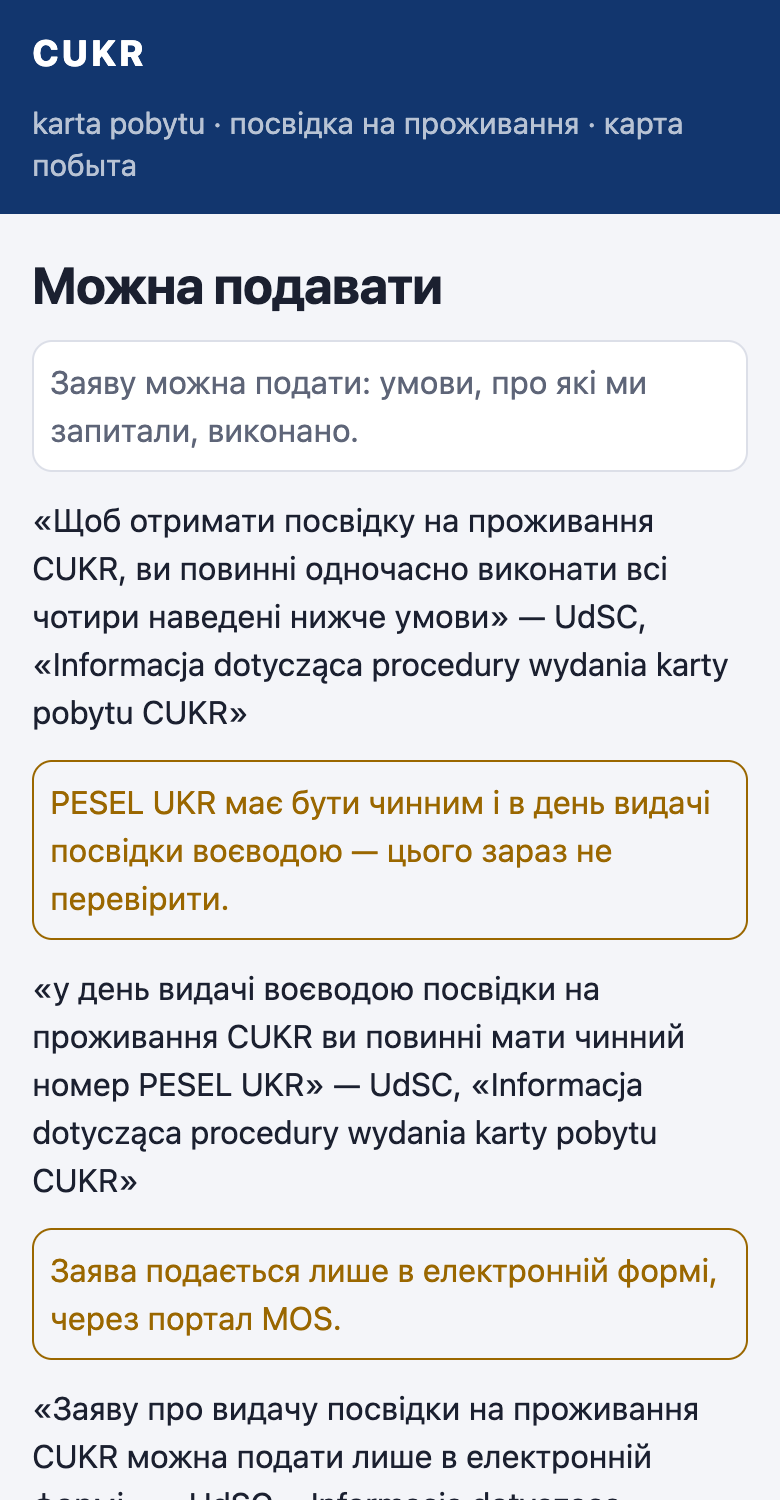 CUKR
karta pobytu · посвідка на проживання · карта
побыта
Можна подавати
Заяву можна подати: умови, про які ми
запитали, виконано.
«Щоб отримати посвідку на проживання
CUKR, ви повинні одночасно виконати всі
чотири наведені нижче умови» — UdSC,
«Informacja dotycząca procedury wydania karty
pobytu CUKR»
PESEL UKR має бути чинним і в день видачі
посвідки воєводою — цього зараз не
перевірити.
«у день видачі воєводою посвідки на
проживання CUKR ви повинні мати чинний
номер PESEL UKR» — UdSC, «Informacja
dotycząca procedury wydania karty pobytu
CUKR»
Заява подається лише в електронній формі,
через портал MOS.
«Заяву про видачу посвідки на проживання
CUKR можна подати лише в електронній